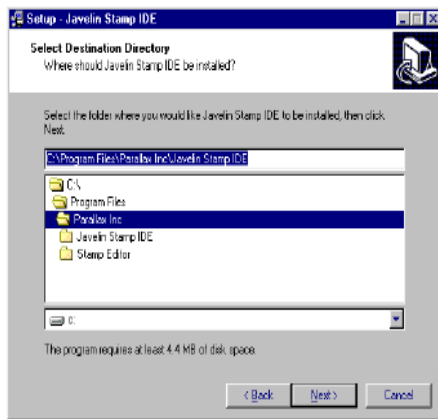 Setup - Javelin Stamp IDE
Select Destination Directory
Where should Javelin Stamp IDE be installed?
Select the folder where you would like Javelin Stamp IDE to be installed, then click
Next.
C:\Program Files\Parallax Inc\Javelin Stamp IDE
C:\
Program Files
Parallax Inc
Javelin Stamp IDE
Stamp Editor
c:
The program requires at least 4.4 MB of disk space.
< Back
Next >
Cancel